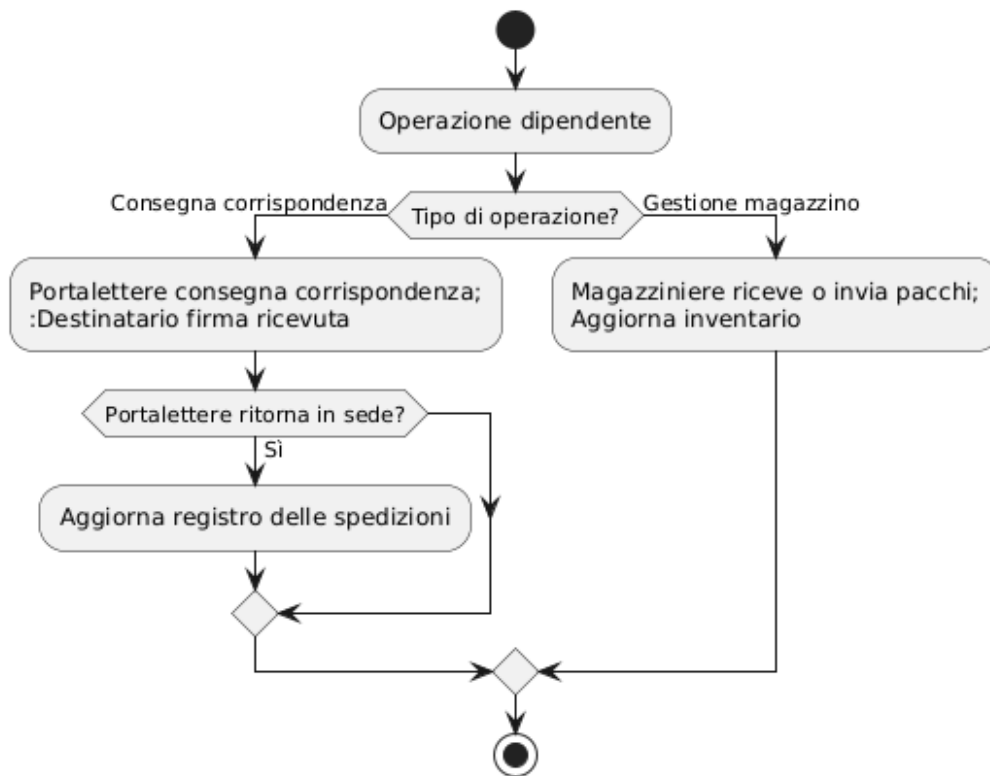 Operazione dipendente
Consegna corrispondenza
Tipo di operazione?
Gestione magazzino
Portalettere consegna corrispondenza;
:Destinatario firma ricevuta
Magazziniere riceve o invia pacchi;
Aggiorna inventario
Portalettere ritorna in sede?
Sì
Aggiorna registro delle spedizioni